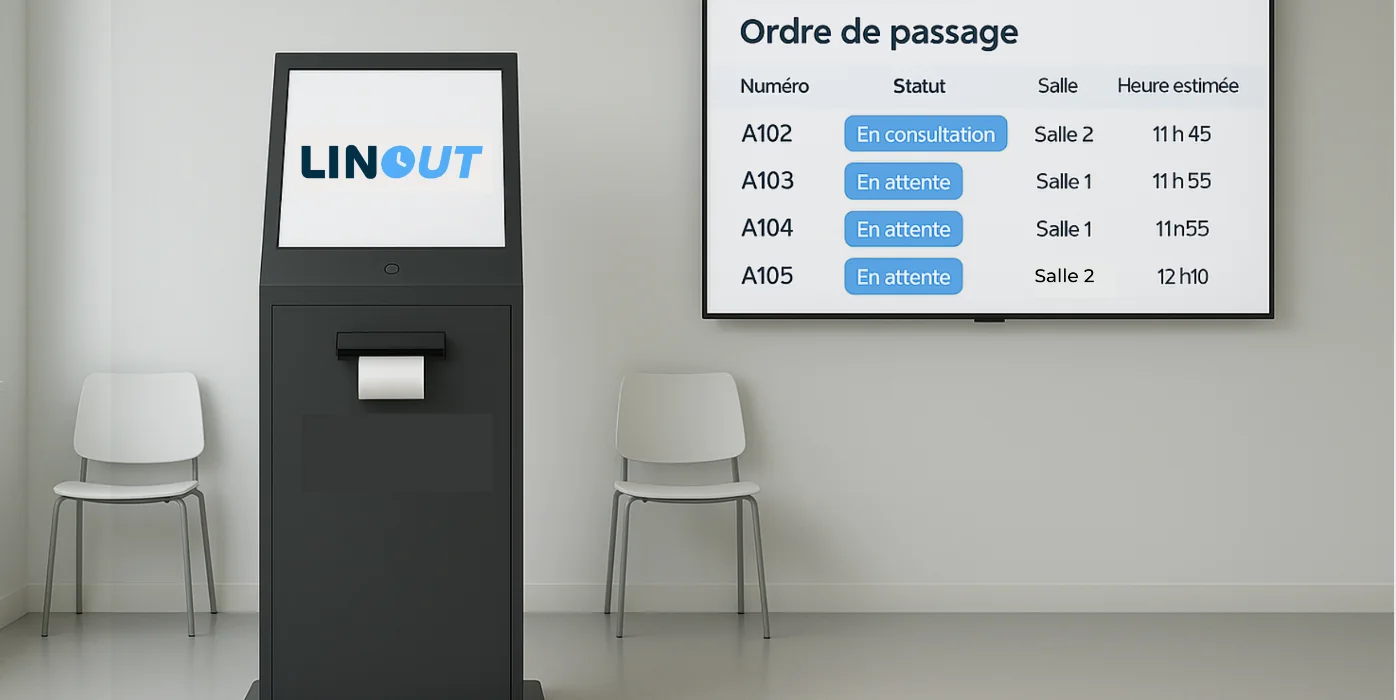 LINOUT
Ordre de passage
Numéro Statut Salle Heure estimée
A102 En consultation Salle 2 11 h 45
A103 En attente Salle 1 11 h 55
A104 En attente Salle 1 11n55
A105 En attente Salle 2 12 h10